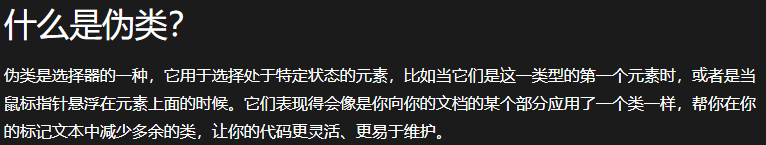 什么是伪类?
伪类是选择器的一种，它用于选择处于特定状态的元素，比如当它们是这一类型的第一个元素时，或者是当
鼠标指针悬浮在元素上面的时候。它们表现得会像是你向你的文档的某个部分应用了一个类一样，帮你在你
的标记文本中减少多余的类，让你的代码更灵活、更易于维护。